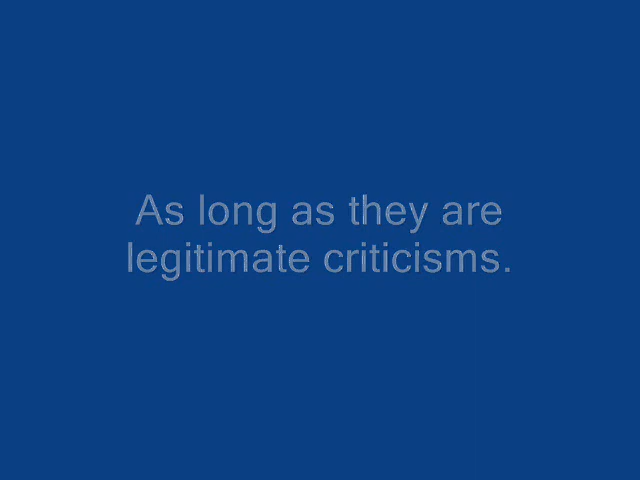 As long as they are
legitimate criticisms.